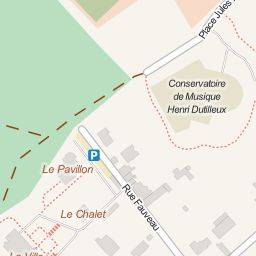 Place Jules
Conservatoire
de Musique
Henri Dutilleux
P
Le Pavillon
Rue Fauveau
Le Chalet